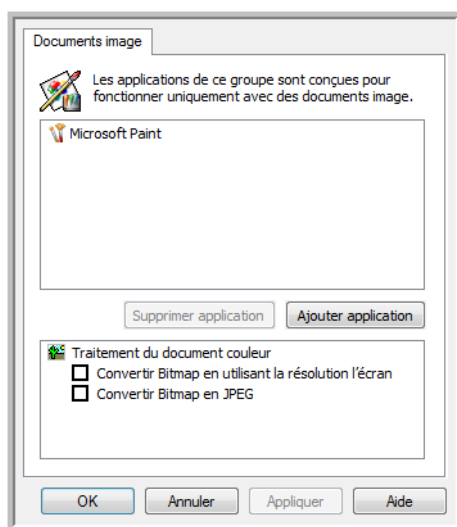 Documents image
Les applications de ce groupe sont conçues pour
fonctionner uniquement avec des documents image.
Microsoft Paint
Supprimer application
Ajouter application
Traitement du document couleur
Convertir Bitmap en utilisant la résolution l'écran
Convertir Bitmap en JPEG
OK
Annuler
Appliquer
Aide